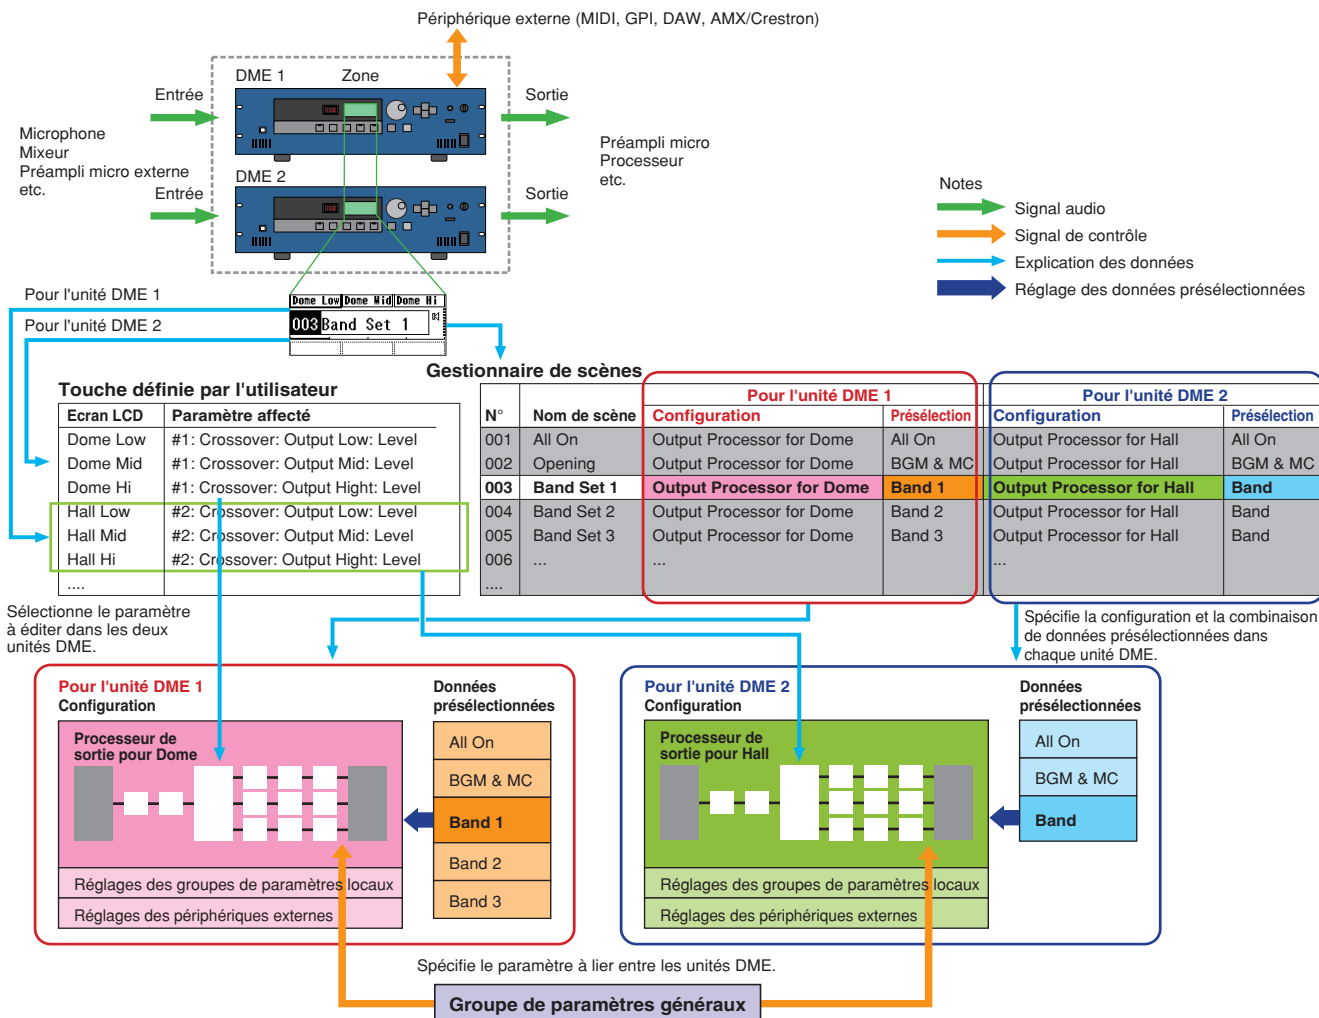 Périphérique externe (MIDI, GPI, DAW, AMX/Crestron)
DME 1
Zone
Entrée
Sortie
Microphone
Mixeur
Préampli micro externe
etc.
Préampli micro
Processeur
etc.
DME 2
Entrée
Sortie
Notes
Signal audio
Signal de contrôle
Explication des données
Réglage des données présélectionnées
Pour l'unité DME 1
Pour l'unité DME 2
Dome Low Dome Mid Dome Hi
003 Band Set 1
Touche définie par l'utilisateur
Ecran LCD Paramètre affecté
Dome Low #1: Crossover: Output Low: Level
Dome Mid #1: Crossover: Output Mid: Level
Dome Hi #1: Crossover: Output Hight: Level
Hall Low #2: Crossover: Output Low: Level
Hall Mid #2: Crossover: Output Mid: Level
Hall Hi #2: Crossover: Output Hight: Level
....
Gestionnaire de scènes
Pour l'unité DME 1 Pour l'unité DME 2
N° Nom de scène Configuration Présélection Configuration Présélection
001 All On Output Processor for Dome All On Output Processor for Hall All On
002 Opening Output Processor for Dome BGM & MC Output Processor for Hall BGM & MC
003 Band Set 1 Output Processor for Dome Band 1 Output Processor for Hall Band
004 Band Set 2 Output Processor for Dome Band 2 Output Processor for Hall Band
005 Band Set 3 Output Processor for Dome Band 3 Output Processor for Hall Band
006 ... ... ...
....
Sélectionne le paramètre
à éditer dans les deux
unités DME.
Spécifie la configuration et la combinaison
de données présélectionnées dans
chaque unité DME.
Pour l'unité DME 1
Configuration
Données
présélectionnées
Processeur de
sortie pour Dome
All On
BGM & MC
Band 1
Band 2
Band 3
Réglages des groupes de paramètres locaux
Réglages des périphériques externes
Pour l'unité DME 2
Configuration
Données
présélectionnées
Processeur de
sortie pour Hall
All On
BGM & MC
Band
Réglages des groupes de paramètres locaux
Réglages des périphériques externes
Spécifie le paramètre à lier entre les unités DME.
Groupe de paramètres généraux